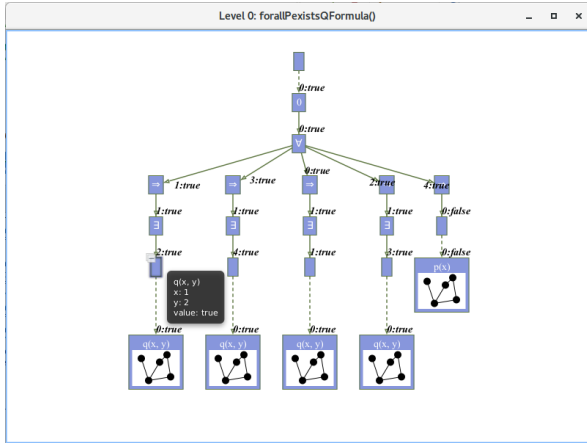 Level 0: forallPexistsQFormula()
0:true
0
0:true
∀
1:true 3:true 0:true 2:true 4:true
⇒ ⇒ ⇒ ⇒ ⇒
1:true 1:true 1:true 1:true 0:false
∃ ∃ ∃ ∃
2:true 4:true 1:true 3:true 0:false
q(x, y)
x: 1
y: 2
value: true
p(x)
0:true 0:true 0:true 0:true
q(x, y) q(x, y) q(x, y) q(x, y)